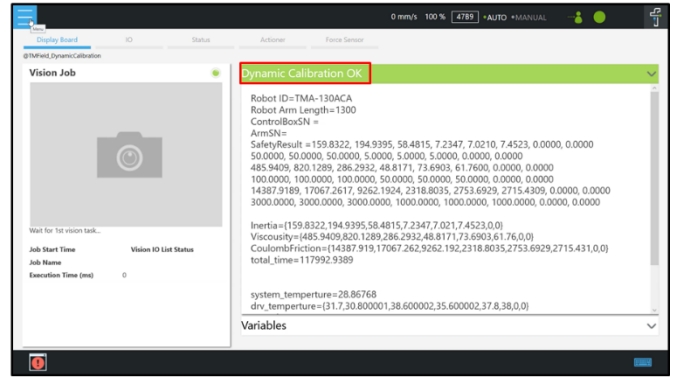 0 mm/s 100 % 4789 •AUTO •MANUAL
Menu
Display Board IO Status Actioner Force Sensor
@TMField_DynamicCalibration
Vision Job
Dynamic Calibration OK
Robot ID=TMA-130ACA
Robot Arm Length=1300
ControlBoxSN =
ArmSN=
SafetyResult =159.8322, 194.9395, 58.4815, 7.2347, 7.0210, 7.4523, 0.0000, 0.0000
50.0000, 50.0000, 50.0000, 5.0000, 5.0000, 5.0000, 0.0000, 0.0000
485.9409, 820.1289, 286.2932, 48.8171, 73.6903, 61.7600, 0.0000, 0.0000
100.0000, 100.0000, 100.0000, 50.0000, 50.0000, 50.0000, 0.0000, 0.0000
14387.9189, 17067.2617, 9262.1924, 2318.8035, 2753.6929, 2715.4309, 0.0000, 0.0000
3000.0000, 3000.0000, 3000.0000, 1000.0000, 1000.0000, 1000.0000, 0.0000, 0.0000
Inertia={159.8322,194.9395,58.4815,7.2347,7.021,7.4523,0,0}
Viscousity={485.9409,820.1289,286.2932,48.8171,73.6903,61.76,0,0}
CoulombFriction={14387.919,17067.262,9262.192,2318.8035,2753.6929,2715.431,0,0}
total_time=117992.9389
system_temperture=28.86768
drv_temperture={31.7,30.800001,38.600002,35.600002,37.8,38,0,0}
Wait for 1st vision task...
Job Start Time Vision IO List Status
Job Name
Execution Time (ms) 0
Variables